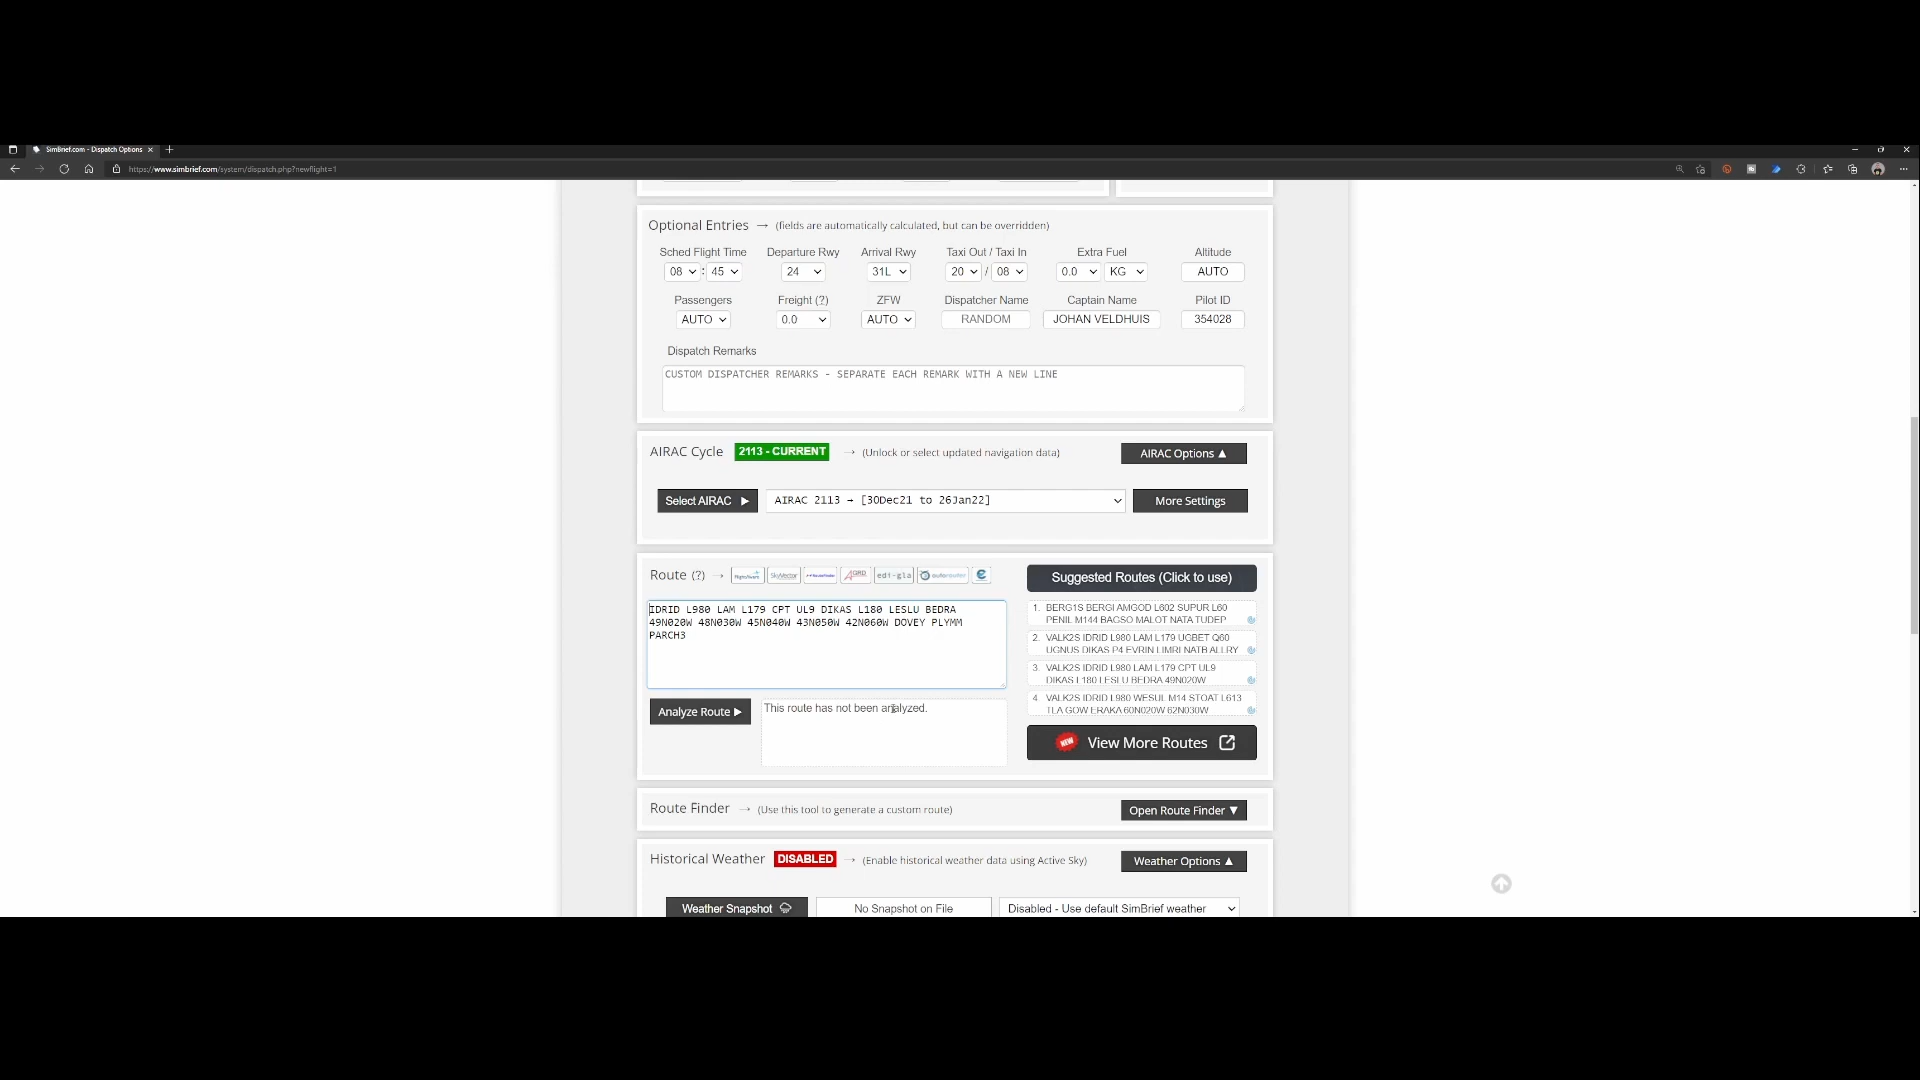 SimBrief.com - Dispatch Options
https://www.simbrief.com/system/dispatch.php?newflight=1
Optional Entries → (fields are automatically calculated, but can be overridden)
Sched Flight Time Departure Rwy Arrival Rwy Taxi Out / Taxi In Extra Fuel Altitude
08 : 45 24 31L 20 / 08 0.0 KG AUTO
Passengers Freight (?) ZFW Dispatcher Name Captain Name Pilot ID
AUTO 0.0 AUTO RANDOM JOHAN VELDHUIS 354028
Dispatch Remarks
CUSTOM DISPATCHER REMARKS - SEPARATE EACH REMARK WITH A NEW LINE
AIRAC Cycle 2113 - CURRENT → (Unlock or select updated navigation data) AIRAC Options ▲
Select AIRAC ▶ AIRAC 2113 → [30Dec21 to 26Jan22] More Settings
Route (?) → SkyVector edi-gla Suggested Routes (Click to use)
IDRID L980 LAM L179 CPT UL9 DIKAS L180 LESLU BEDRA
49N020W 48N030W 45N040W 43N050W 42N060W DOVEY PLYMM
PARCH3
1. BERG1S BERGI AMGOD L602 SUPUR L60
PENIL M144 BAGSO MALOT NATA TUDEP
2. VALK2S IDRID L980 LAM L179 UGBET Q60
UGNUS DIKAS P4 EVRIN LIMRI NATB ALLRY
3. VALK2S IDRID L980 LAM L179 CPT UL9
DIKAS L180 LESLU BEDRA 49N020W
4. VALK2S IDRID L980 WESUL M14 STOAT L613
TLA GOW ERAKA 60N020W 62N030W
Analyze Route ▶ This route has not been analyzed.
NEW View More Routes
Route Finder → (Use this tool to generate a custom route) Open Route Finder ▼
Historical Weather DISABLED → (Enable historical weather data using Active Sky) Weather Options ▲
Weather Snapshot No Snapshot on File Disabled - Use default SimBrief weather